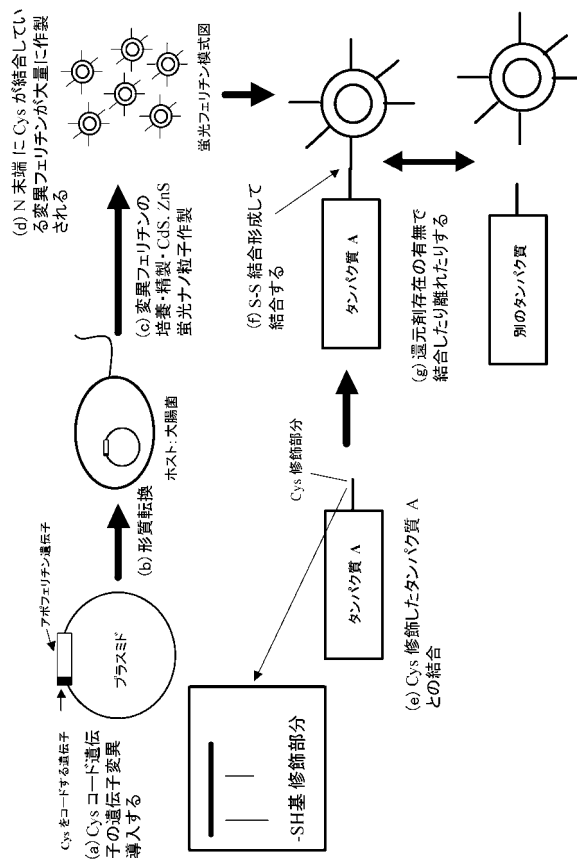 Cys をコードする遺伝子
アポフェリチン遺伝子
プラスミド
(a) Cys コード遺伝
子の遺伝子変異
導入する
(b) 形質転換
ホスト: 大腸菌
(c) 変異フェリチンの
培養・精製・CdS, ZnS
蛍光ナノ粒子作製
(d) N 末端 に Cys が結合してい
る変異フェリチンが大量に作製
される
蛍光フェリチン模式図
-SH基 修飾部分
Cys 修飾部分
タンパク質 A
(e) Cys 修飾したタンパク質 A
との結合
タンパク質 A
(f) S-S 結合形成して
結合する
(g) 還元剤存在の有無で
結合したり離れたりする
別のタンパク質